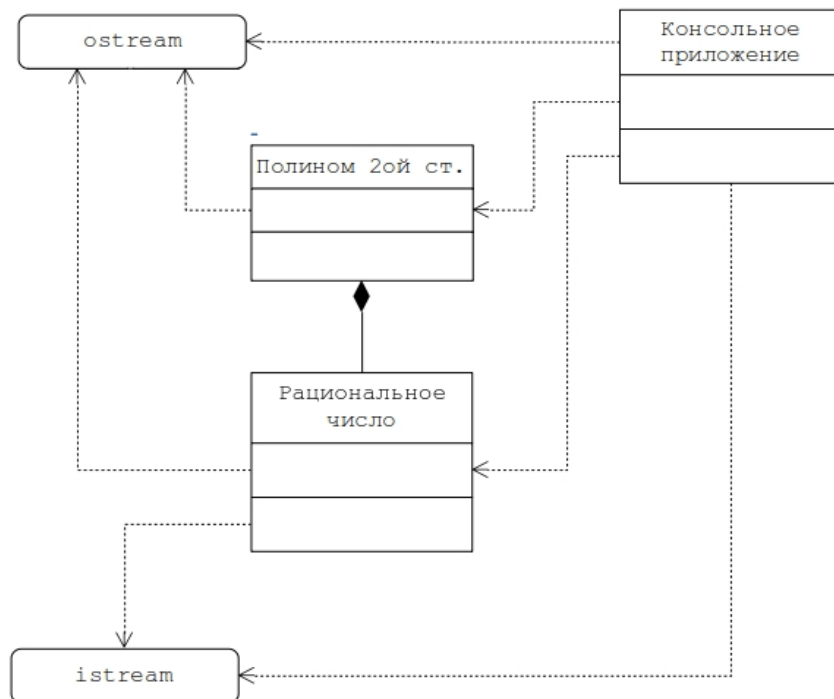 ostream
Консольное
приложение
Полином 2ой ст.
Рациональное
число
istream